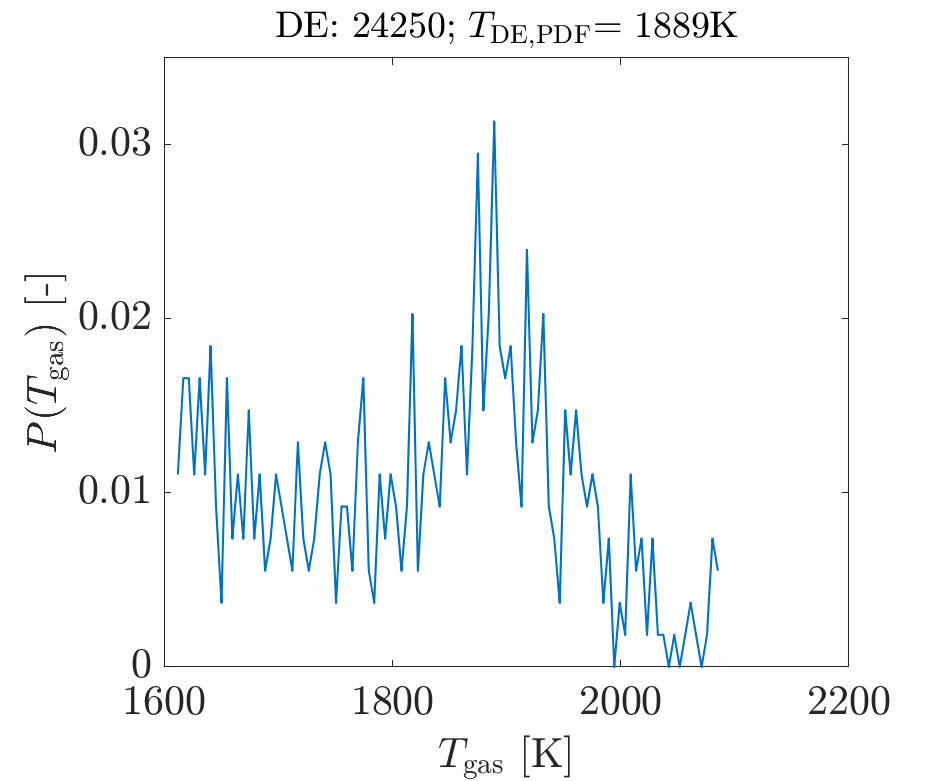 DE: 24250; T_DE,PDF= 1889K
0.03
0.02
0.01
0
P(T_gas) [-]
1600 1800 2000 2200
T_gas [K]